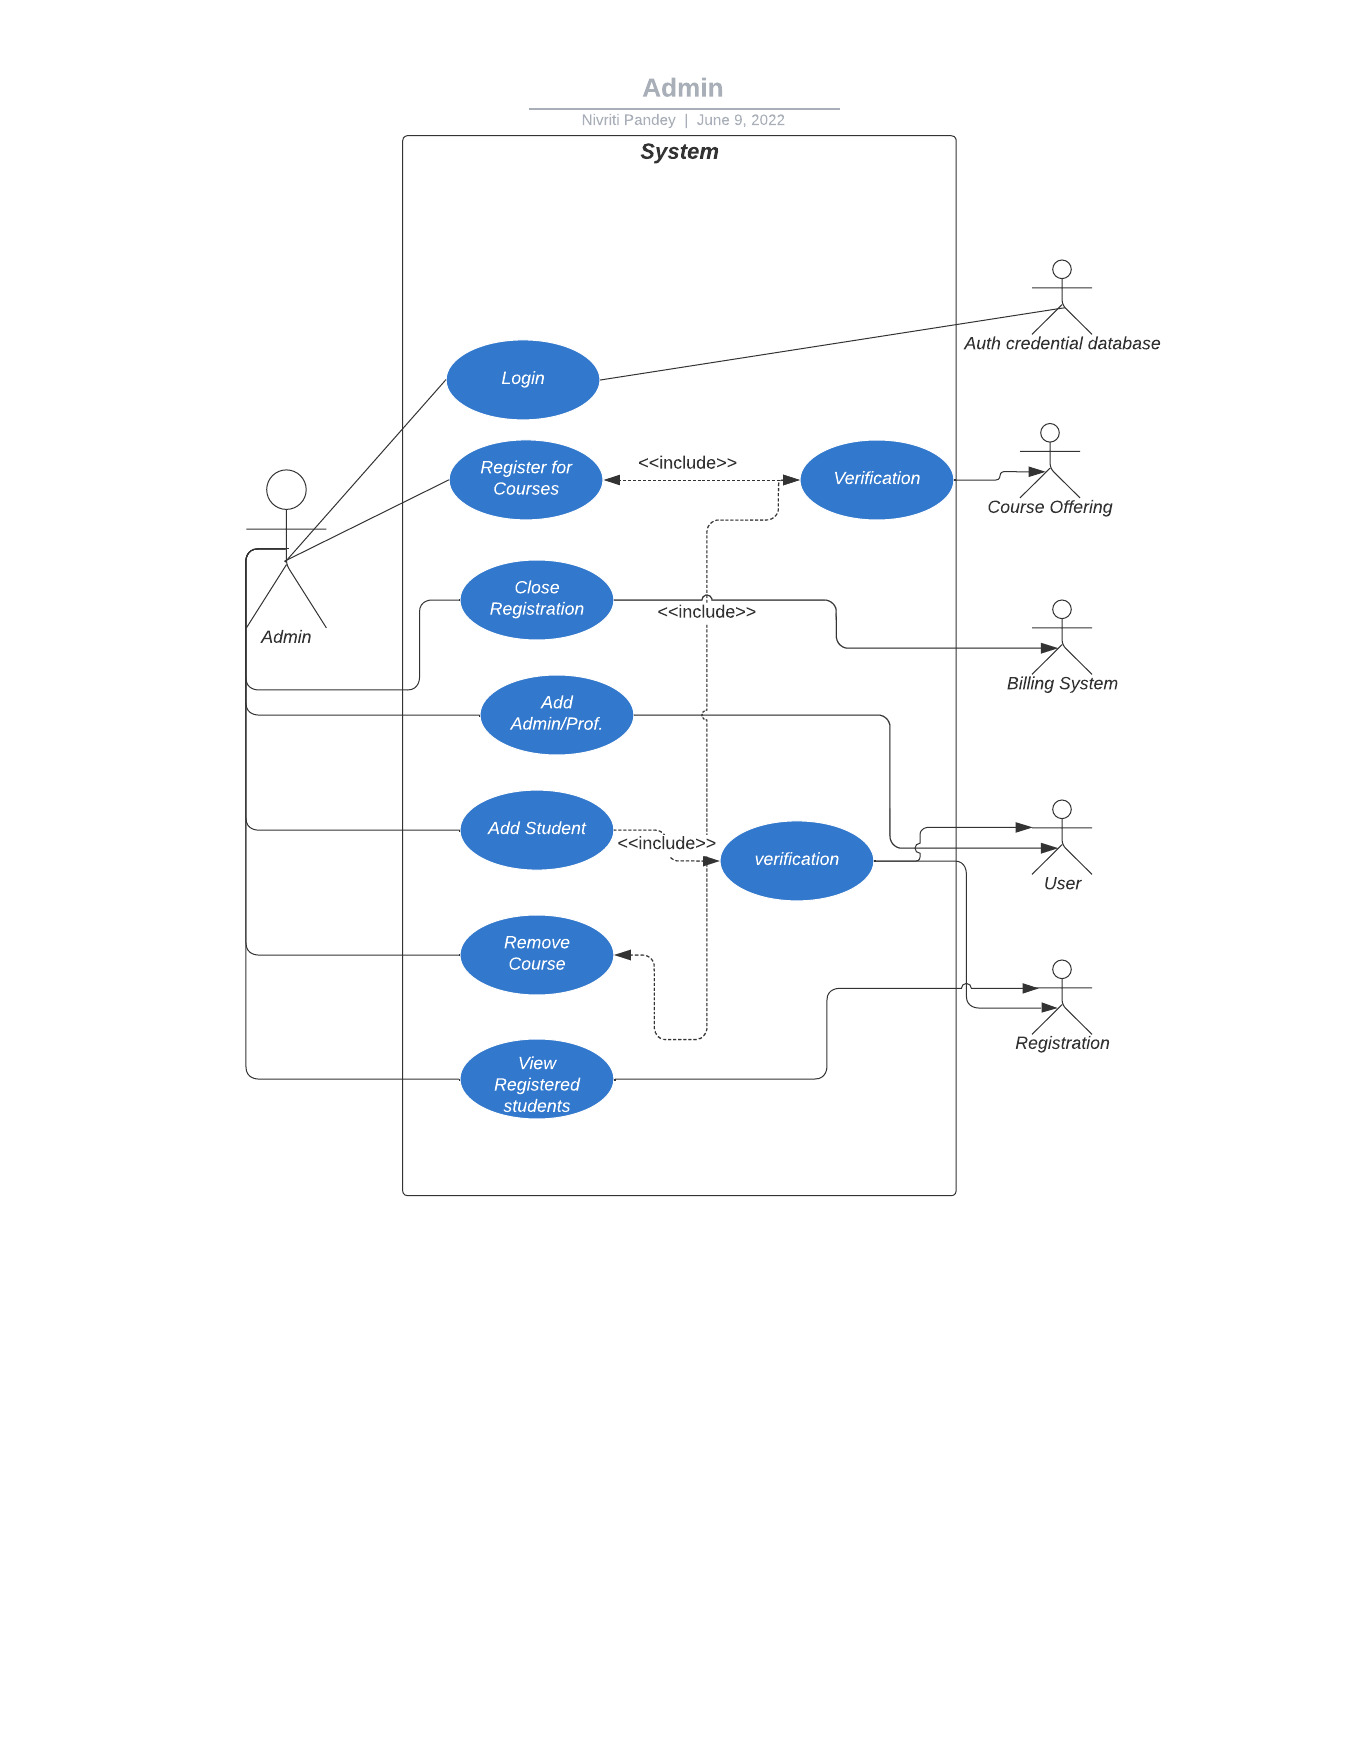 Admin
Nivriti Pandey | June 9, 2022
System
Auth credential database
Login
Register for
Courses
<<include>>
Verification
Course Offering
Admin
Close
Registration
<<include>>
Billing System
Add
Admin/Prof.
Add Student
<<include>>
verification
User
Remove
Course
Registration
View
Registered
students